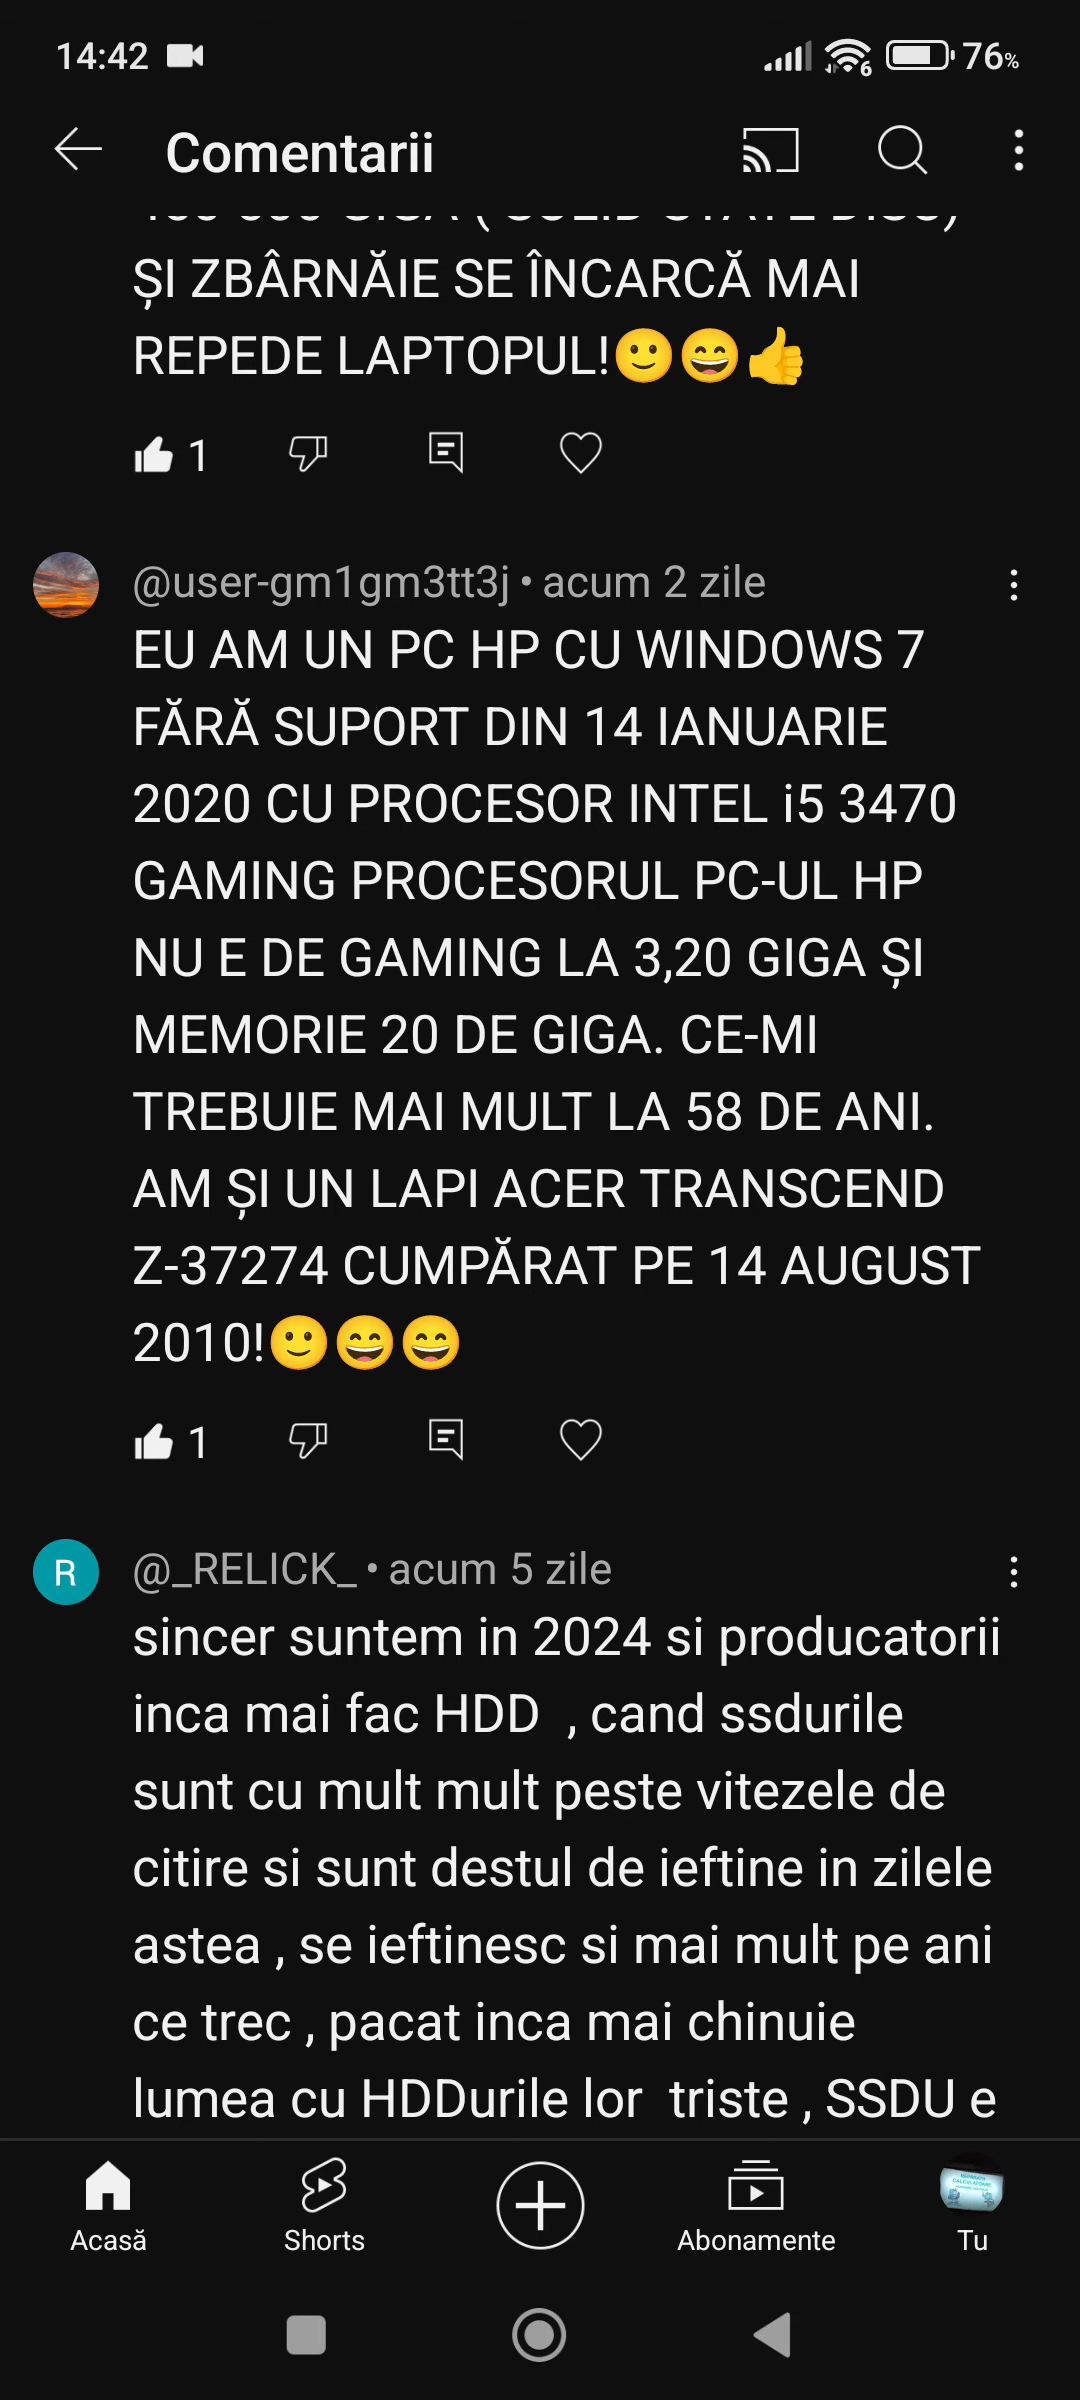 14:42 6 76%
Comentarii
ȘI ZBÂRNĂIE SE ÎNCARCĂ MAI
REPEDE LAPTOPUL!🙂😄👍
1
@user-gm1gm3tt3j • acum 2 zile
EU AM UN PC HP CU WINDOWS 7
FĂRĂ SUPORT DIN 14 IANUARIE
2020 CU PROCESOR INTEL i5 3470
GAMING PROCESORUL PC-UL HP
NU E DE GAMING LA 3,20 GIGA ȘI
MEMORIE 20 DE GIGA. CE-MI
TREBUIE MAI MULT LA 58 DE ANI.
AM ȘI UN LAPI ACER TRANSCEND
Z-37274 CUMPĂRAT PE 14 AUGUST
2010!🙂😄😄
1
R @_RELICK_ • acum 5 zile
sincer suntem in 2024 si producatorii
inca mai fac HDD , cand ssdurile
sunt cu mult mult peste vitezele de
citire si sunt destul de ieftine in zilele
astea , se ieftinesc si mai mult pe ani
ce trec , pacat inca mai chinuie
lumea cu HDDurile lor triste , SSDU e
Acasă Shorts Abonamente Tu